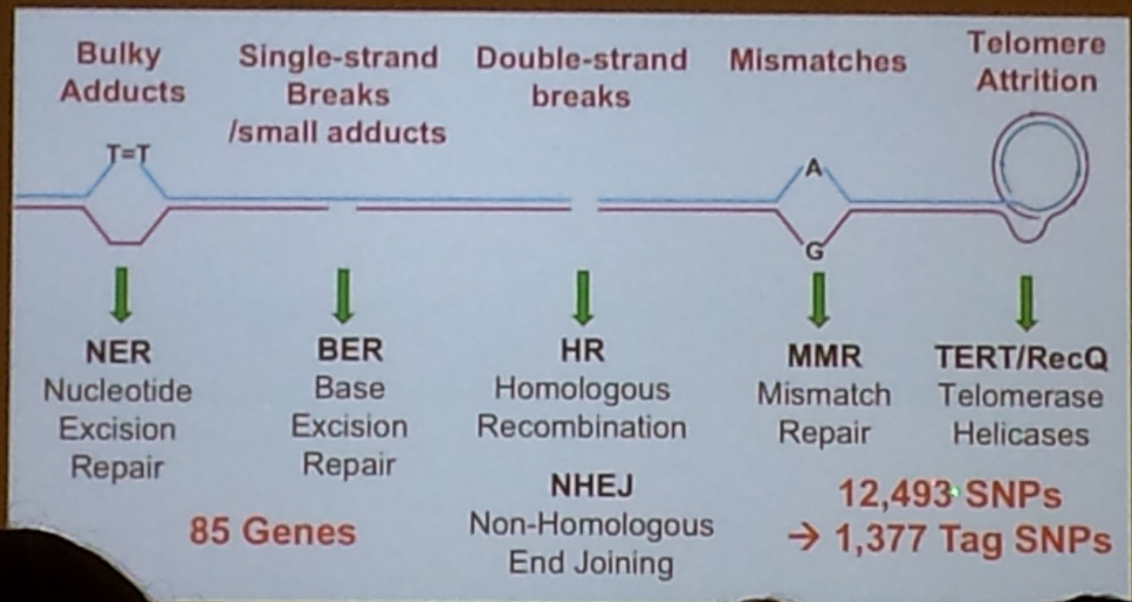 Bulky
Adducts
Single-strand
Breaks
/small adducts
Double-strand
breaks
Mismatches
Telomere
Attrition
T=T
A
G
NER
Nucleotide
Excision
Repair
BER
Base
Excision
Repair
HR
Homologous
Recombination
NHEJ
Non-Homologous
End Joining
MMR
Mismatch
Repair
TERT/RecQ
Telomerase
Helicases
85 Genes
12,493 SNPs
→ 1,377 Tag SNPs